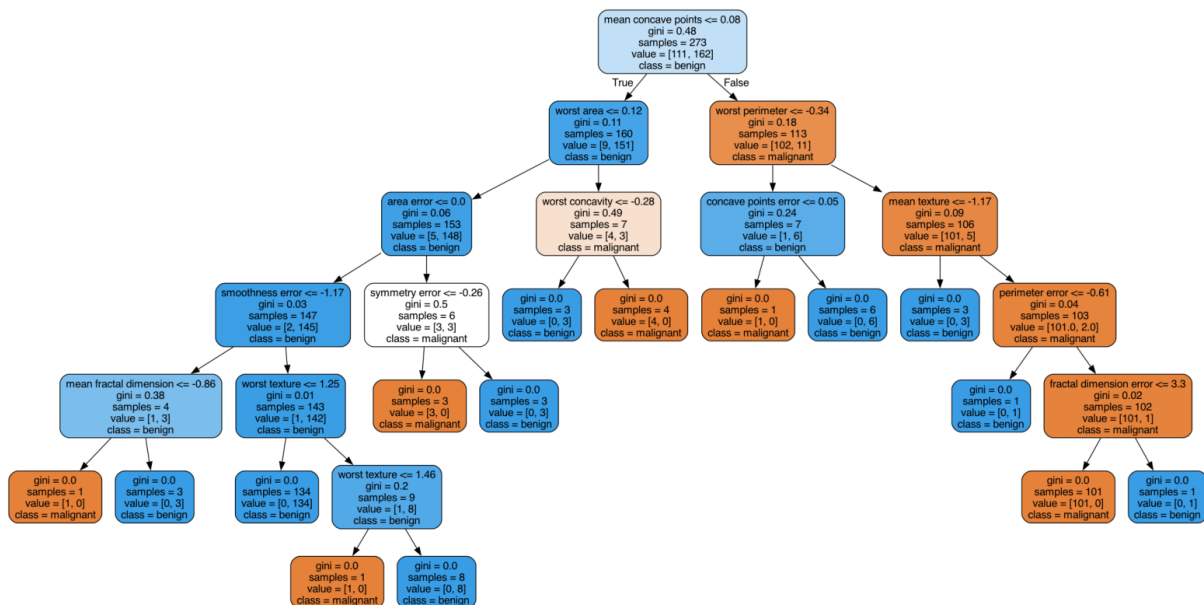 mean concave points <= 0.08
gini = 0.48
samples = 273
value = [111, 162]
class = benign
True
False
worst area <= 0.12
gini = 0.11
samples = 160
value = [9, 151]
class = benign
worst perimeter <= -0.34
gini = 0.18
samples = 113
value = [102, 11]
class = malignant
area error <= 0.0
gini = 0.06
samples = 153
value = [5, 148]
class = benign
worst concavity <= -0.28
gini = 0.49
samples = 7
value = [4, 3]
class = malignant
concave points error <= 0.05
gini = 0.24
samples = 7
value = [1, 6]
class = benign
mean texture <= -1.17
gini = 0.09
samples = 106
value = [101, 5]
class = malignant
smoothness error <= -1.17
gini = 0.03
samples = 147
value = [2, 145]
class = benign
symmetry error <= -0.26
gini = 0.5
samples = 6
value = [3, 3]
class = malignant
gini = 0.0
samples = 3
value = [0, 3]
class = benign
gini = 0.0
samples = 4
value = [4, 0]
class = malignant
gini = 0.0
samples = 1
value = [1, 0]
class = malignant
gini = 0.0
samples = 6
value = [0, 6]
class = benign
gini = 0.0
samples = 3
value = [0, 3]
class = benign
perimeter error <= -0.61
gini = 0.04
samples = 103
value = [101.0, 2.0]
class = malignant
mean fractal dimension <= -0.86
gini = 0.38
samples = 4
value = [1, 3]
class = benign
worst texture <= 1.25
gini = 0.01
samples = 143
value = [1, 142]
class = benign
gini = 0.0
samples = 3
value = [3, 0]
class = malignant
gini = 0.0
samples = 3
value = [0, 3]
class = benign
gini = 0.0
samples = 1
value = [0, 1]
class = benign
fractal dimension error <= 3.3
gini = 0.02
samples = 102
value = [101, 1]
class = malignant
gini = 0.0
samples = 1
value = [1, 0]
class = malignant
gini = 0.0
samples = 3
value = [0, 3]
class = benign
gini = 0.0
samples = 134
value = [0, 134]
class = benign
worst texture <= 1.46
gini = 0.2
samples = 9
value = [1, 8]
class = benign
gini = 0.0
samples = 101
value = [101, 0]
class = malignant
gini = 0.0
samples = 1
value = [0, 1]
class = benign
gini = 0.0
samples = 1
value = [1, 0]
class = malignant
gini = 0.0
samples = 8
value = [0, 8]
class = benign